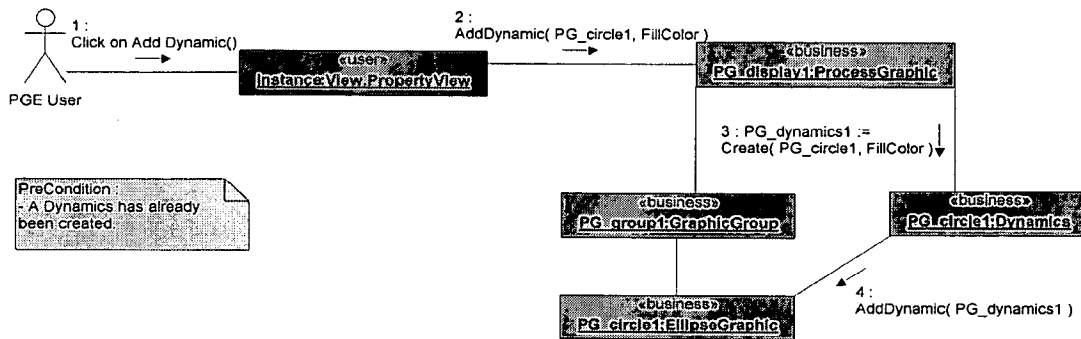 1 :
Click on Add Dynamic()
2 :
AddDynamic( PG_circle1, FillColor )
PGE User
«user»
Instance:View.PropertyView
«business»
PG_display1:ProcessGraphic
3 : PG_dynamics1 :=
Create( PG_circle1, FillColor )
PreCondition :
- A Dynamics has already
been created.
«business»
PG_group1:GraphicGroup
«business»
PG_circle1:Dynamics
«business»
PG_circle1:EllipseGraphic
4 :
AddDynamic( PG_dynamics1 )